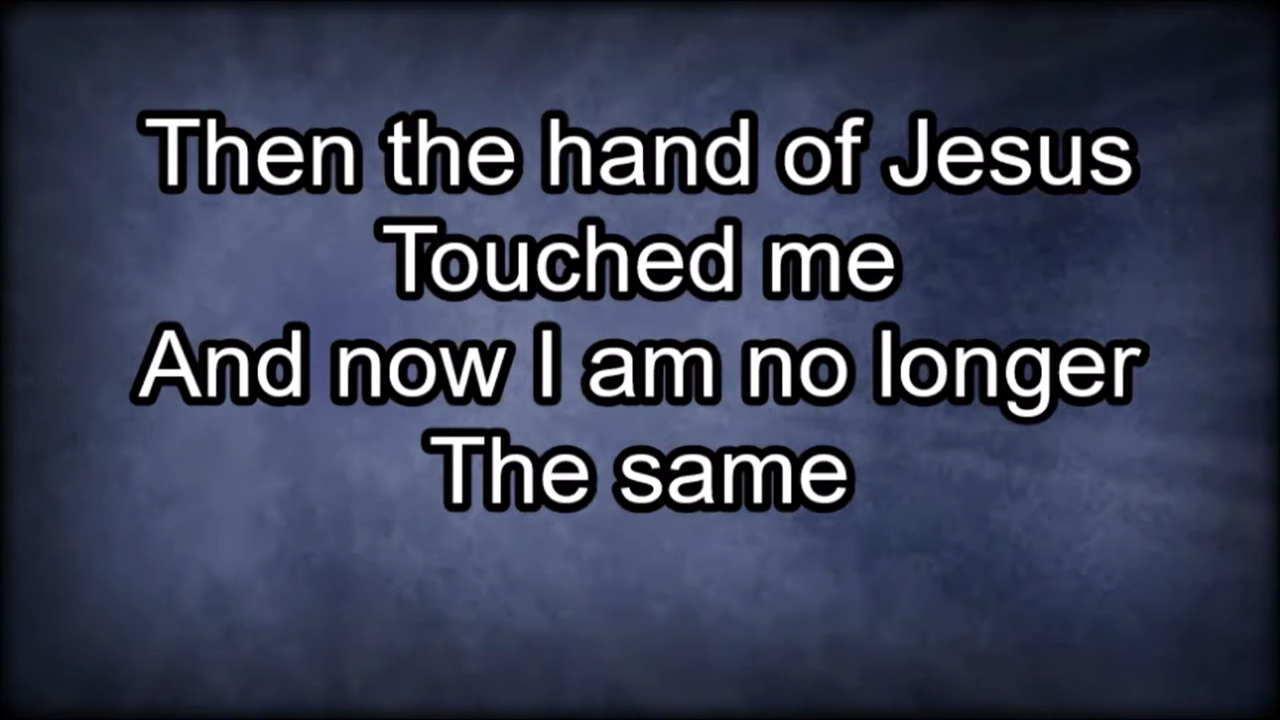 Then the hand of Jesus
Touched me
And now I am no longer
The same